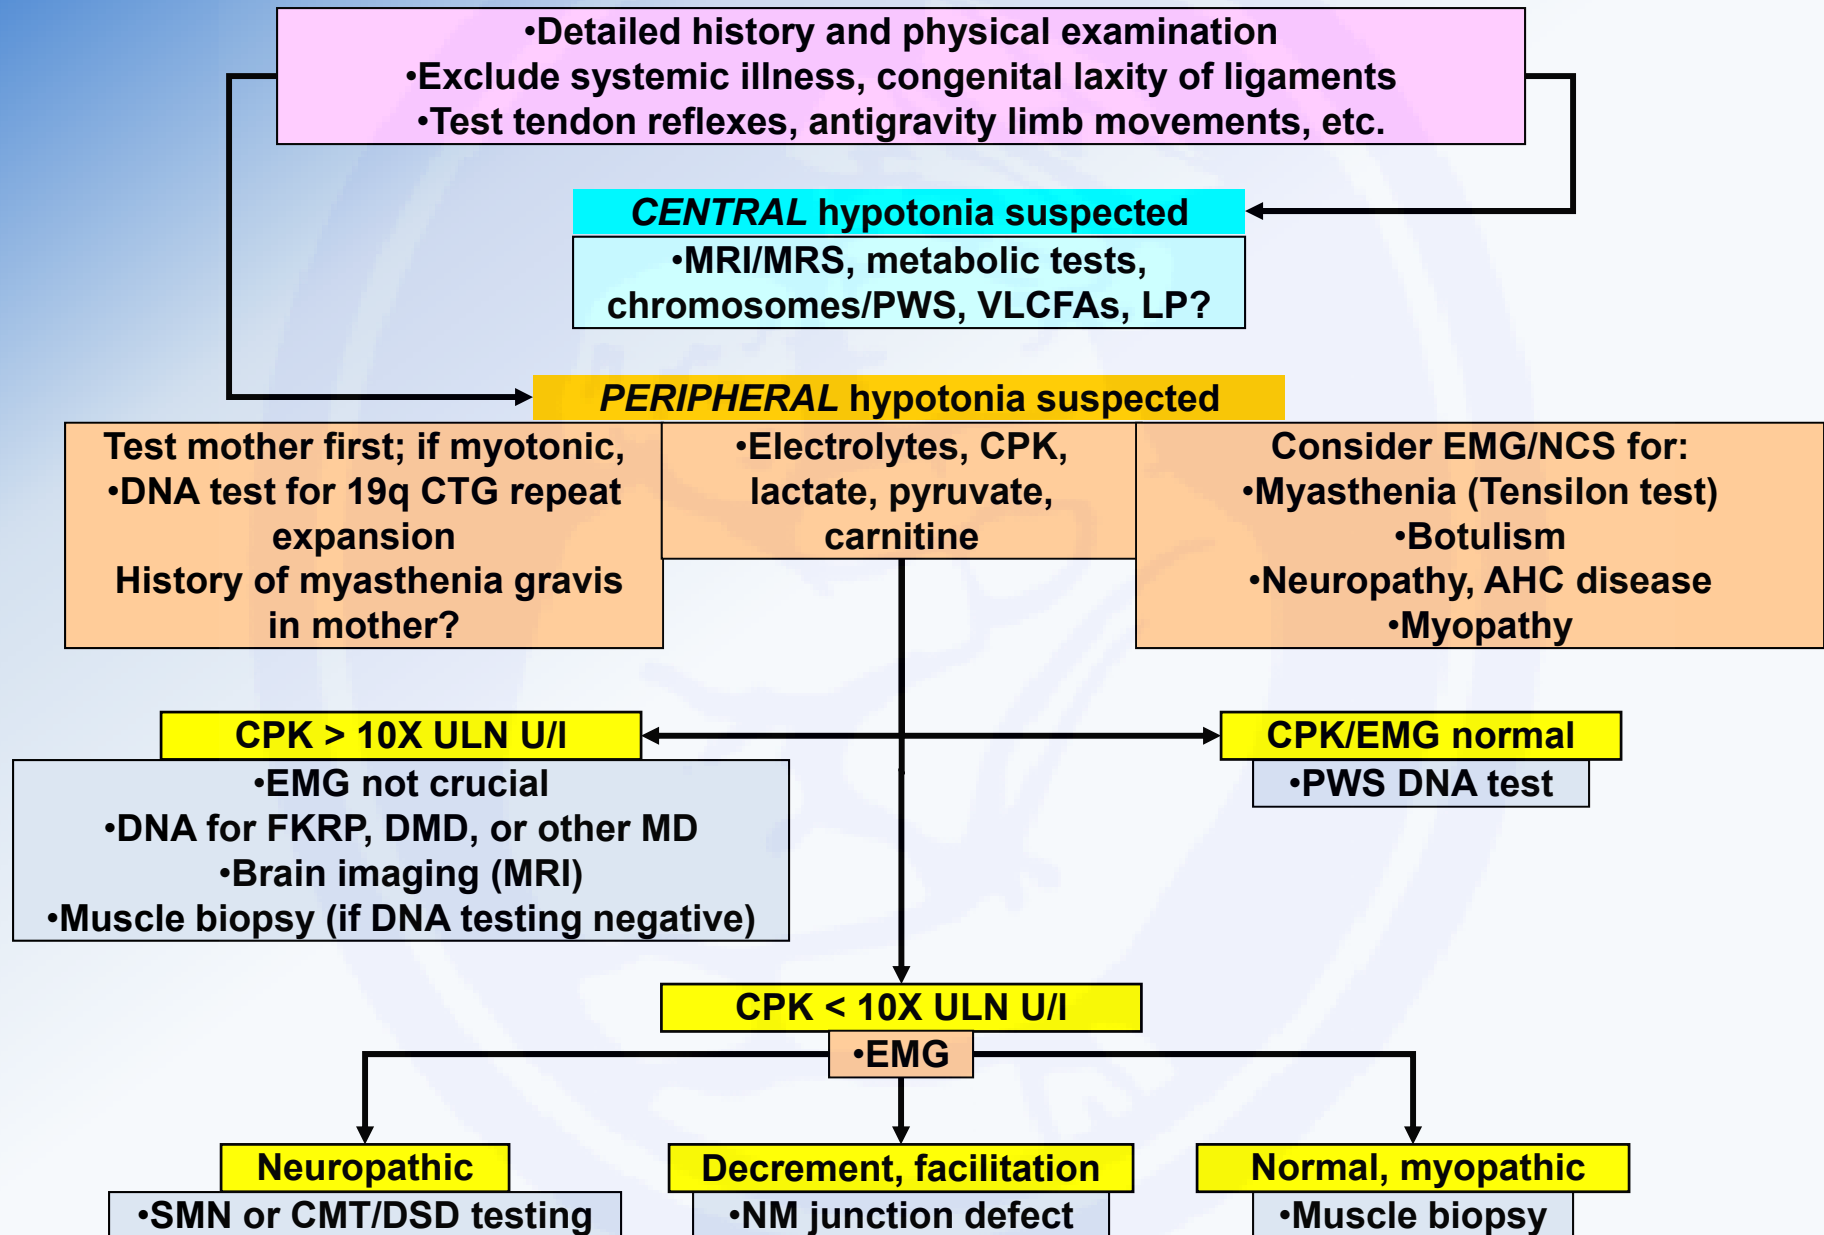 •Detailed history and physical examination
•Exclude systemic illness, congenital laxity of ligaments
•Test tendon reflexes, antigravity limb movements, etc.
CENTRAL hypotonia suspected
•MRI/MRS, metabolic tests,
chromosomes/PWS, VLCFAs, LP?
PERIPHERAL hypotonia suspected
Test mother first; if myotonic,
•DNA test for 19q CTG repeat
expansion
History of myasthenia gravis
in mother?
•Electrolytes, CPK,
lactate, pyruvate,
carnitine
Consider EMG/NCS for:
•Myasthenia (Tensilon test)
•Botulism
•Neuropathy, AHC disease
•Myopathy
CPK > 10X ULN U/l
•EMG not crucial
•DNA for FKRP, DMD, or other MD
•Brain imaging (MRI)
•Muscle biopsy (if DNA testing negative)
CPK/EMG normal
•PWS DNA test
CPK < 10X ULN U/l
•EMG
Neuropathic
•SMN or CMT/DSD testing
Decrement, facilitation
•NM junction defect
Normal, myopathic
•Muscle biopsy